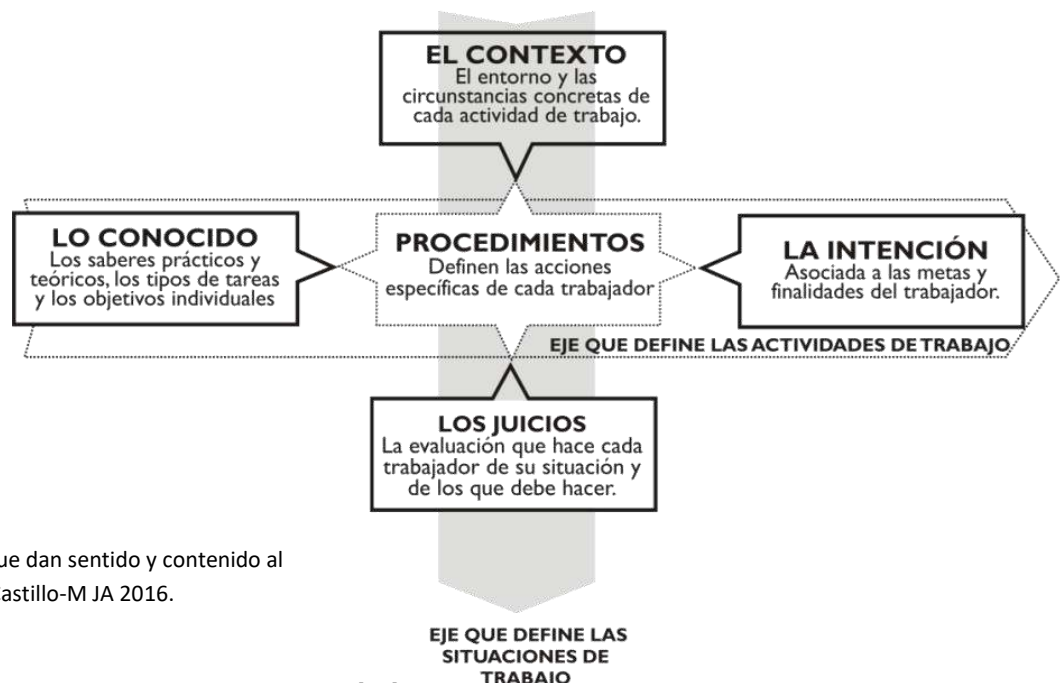 EL CONTEXTO
El entorno y las
circunstancias concretas de
cada actividad de trabajo.
LO CONOCIDO
Los saberes prácticos y
teóricos, los tipos de tareas
y los objetivos individuales
PROCEDIMIENTOS
Definen las acciones
específicas de cada trabajador
LA INTENCIÓN
Asociada a las metas y
finalidades del trabajador.
EJE QUE DEFINE LAS ACTIVIDADES DE TRABAJO
LOS JUICIOS
La evaluación que hace cada
trabajador de su situación y
de los que debe hacer.
ue dan sentido y contenido al
Castillo-M JA 2016.
EJE QUE DEFINE LAS
SITUACIONES DE
TRABAJO